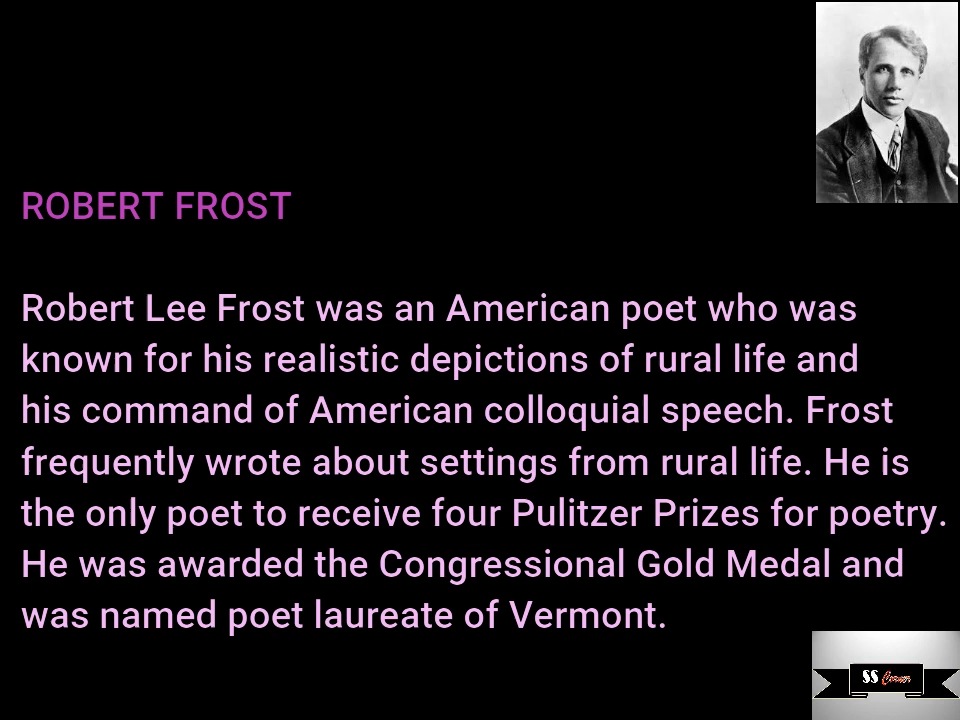 ROBERT FROST
Robert Lee Frost was an American poet who was
known for his realistic depictions of rural life and
his command of American colloquial speech. Frost
frequently wrote about settings from rural life. He is
the only poet to receive four Pulitzer Prizes for poetry.
He was awarded the Congressional Gold Medal and
was named poet laureate of Vermont.
SS Corner